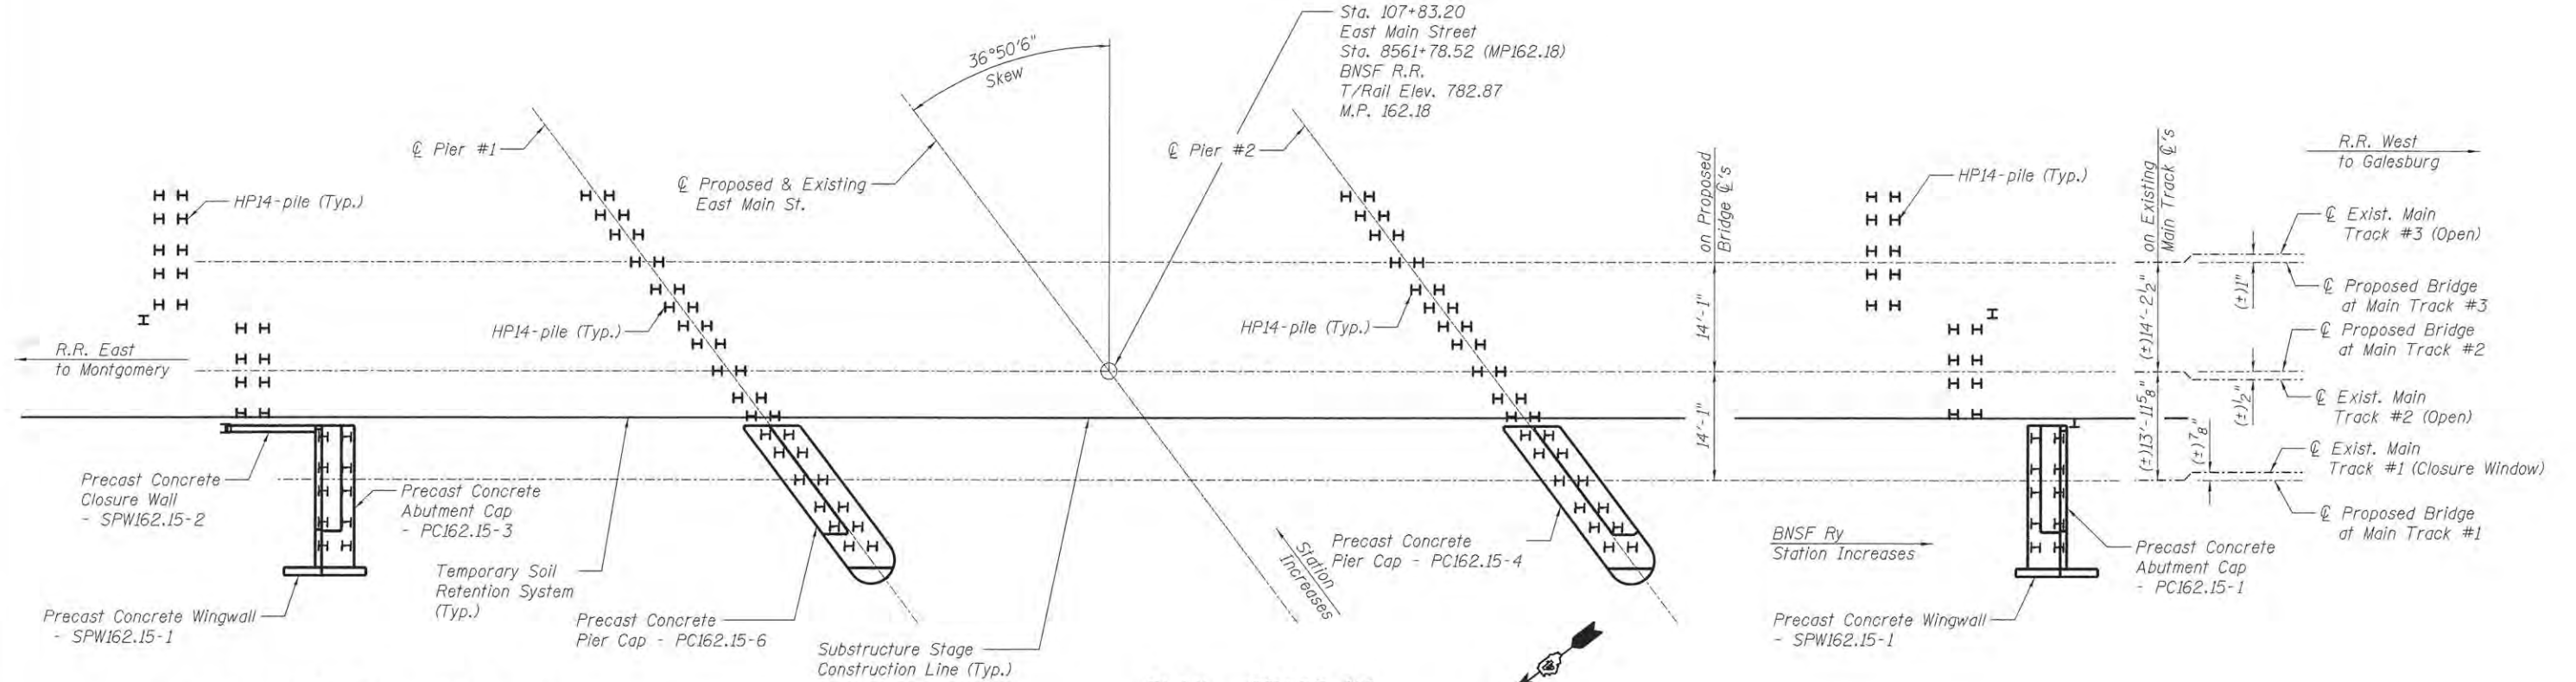 Sta. 107+83.20
East Main Street
Sta. 8561+78.52 (MP162.18)
BNSF R.R.
T/Rail Elev. 782.87
M.P. 162.18
36°50'6"
Skew
℄ Pier #1
℄ Proposed & Existing
East Main St.
℄ Pier #2
HP14-pile (Typ.)
HP14-pile (Typ.)
HP14-pile (Typ.)
HP14-pile (Typ.)
R.R. East
to Montgomery
R.R. West
to Galesburg
on Proposed
Bridge ℄'s
14'-1"
14'-1"
on Existing
Main Track ℄'s
(±)14'-2½"
(±)13'-11⅝"
(±)1"
(±)½"
(±)⅞"
℄ Exist. Main
Track #3 (Open)
℄ Proposed Bridge
at Main Track #3
℄ Proposed Bridge
at Main Track #2
℄ Exist. Main
Track #2 (Open)
℄ Exist. Main
Track #1 (Closure Window)
℄ Proposed Bridge
at Main Track #1
Precast Concrete
Closure Wall
- SPW162.15-2
Precast Concrete
Abutment Cap
- PC162.15-3
Precast Concrete Wingwall
- SPW162.15-1
Temporary Soil
Retention System
(Typ.)
Precast Concrete
Pier Cap - PC162.15-6
Substructure Stage
Construction Line (Typ.)
Station
Increases
Precast Concrete
Pier Cap - PC162.15-4
BNSF Ry
Station Increases
Precast Concrete
Abutment Cap
- PC162.15-1
Precast Concrete Wingwall
- SPW162.15-1